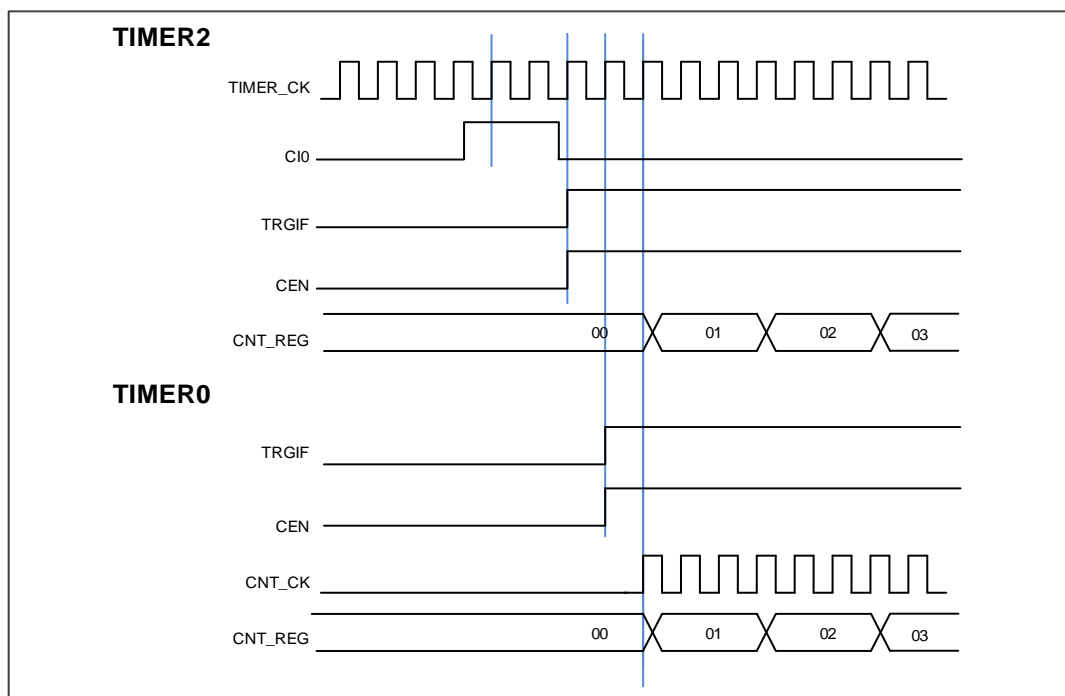 TIMER2
TIMER_CK
CI0
TRGIF
CEN
CNT_REG 00 01 02 03
TIMER0
TRGIF
CEN
CNT_CK
CNT_REG 00 01 02 03